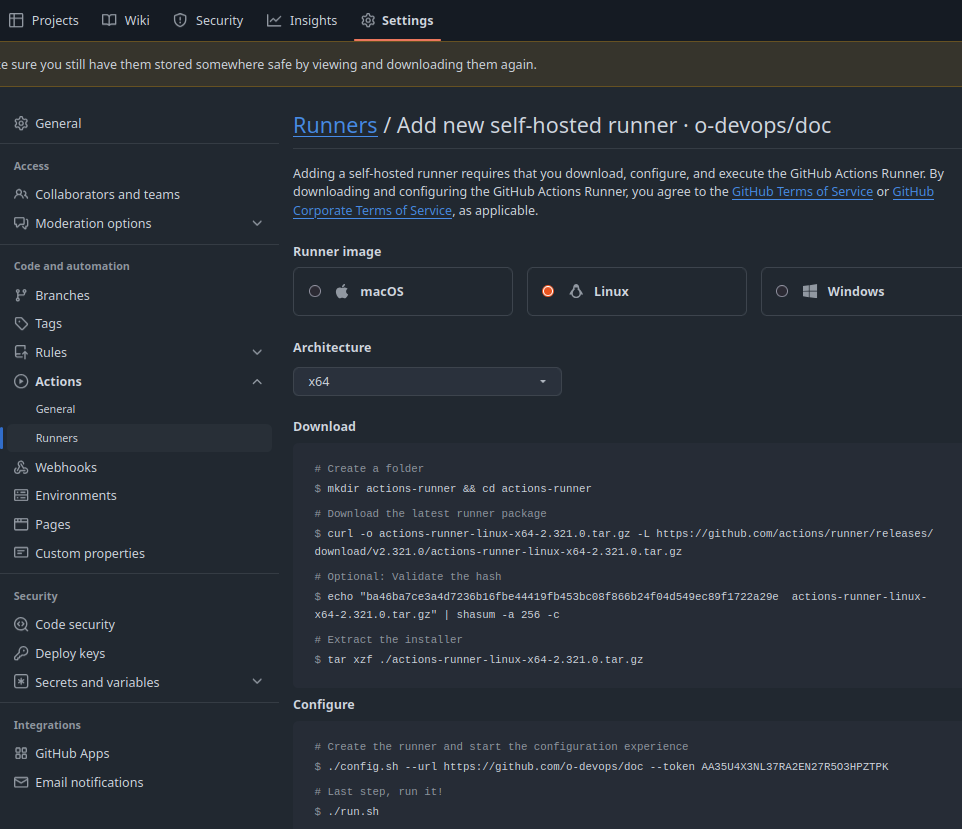 Projects Wiki Security Insights Settings
e sure you still have them stored somewhere safe by viewing and downloading them again.
General
Access
Collaborators and teams
Moderation options
Code and automation
Branches
Tags
Rules
Actions
General
Runners
Webhooks
Environments
Pages
Custom properties
Security
Code security
Deploy keys
Secrets and variables
Integrations
GitHub Apps
Email notifications
Runners / Add new self-hosted runner · o-devops/doc
Adding a self-hosted runner requires that you download, configure, and execute the GitHub Actions Runner. By
downloading and configuring the GitHub Actions Runner, you agree to the GitHub Terms of Service or GitHub
Corporate Terms of Service, as applicable.
Runner image
macOS Linux Windows
Architecture
x64
Download
# Create a folder
$ mkdir actions-runner && cd actions-runner
# Download the latest runner package
$ curl -o actions-runner-linux-x64-2.321.0.tar.gz -L https://github.com/actions/runner/releases/
download/v2.321.0/actions-runner-linux-x64-2.321.0.tar.gz
# Optional: Validate the hash
$ echo "ba46ba7ce3a4d7236b16fbe44419fb453bc08f866b24f04d549ec89f1722a29e  actions-runner-linux-
x64-2.321.0.tar.gz" | shasum -a 256 -c
# Extract the installer
$ tar xzf ./actions-runner-linux-x64-2.321.0.tar.gz
Configure
# Create the runner and start the configuration experience
$ ./config.sh --url https://github.com/o-devops/doc --token AA35U4X3NL37RA2EN27R5O3HPZTPK
# Last step, run it!
$ ./run.sh